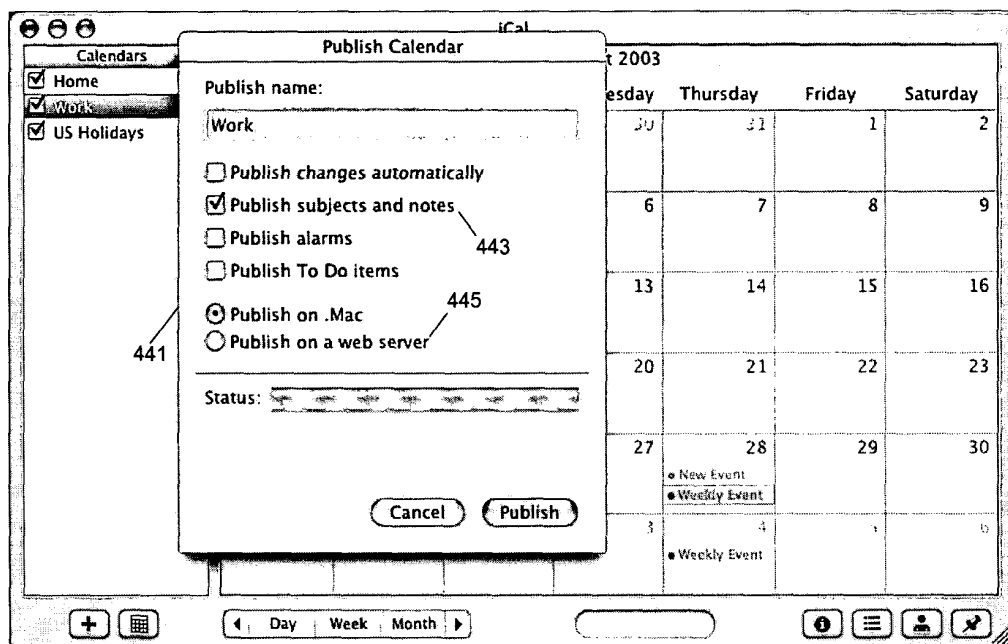 iCal
Calendars
Home
Work
US Holidays
Publish Calendar
Publish name:
Work
Publish changes automatically
Publish subjects and notes
443
Publish alarms
Publish To Do items
445
Publish on .Mac
Publish on a web server
441
Status:
Cancel
Publish
t 2003
esday Thursday Friday Saturday
30 31 1 2
6 7 8 9
13 14 15 16
20 21 22 23
27 28 29 30
New Event
Weekly Event
3 4 5 6
Weekly Event
Day Week Month